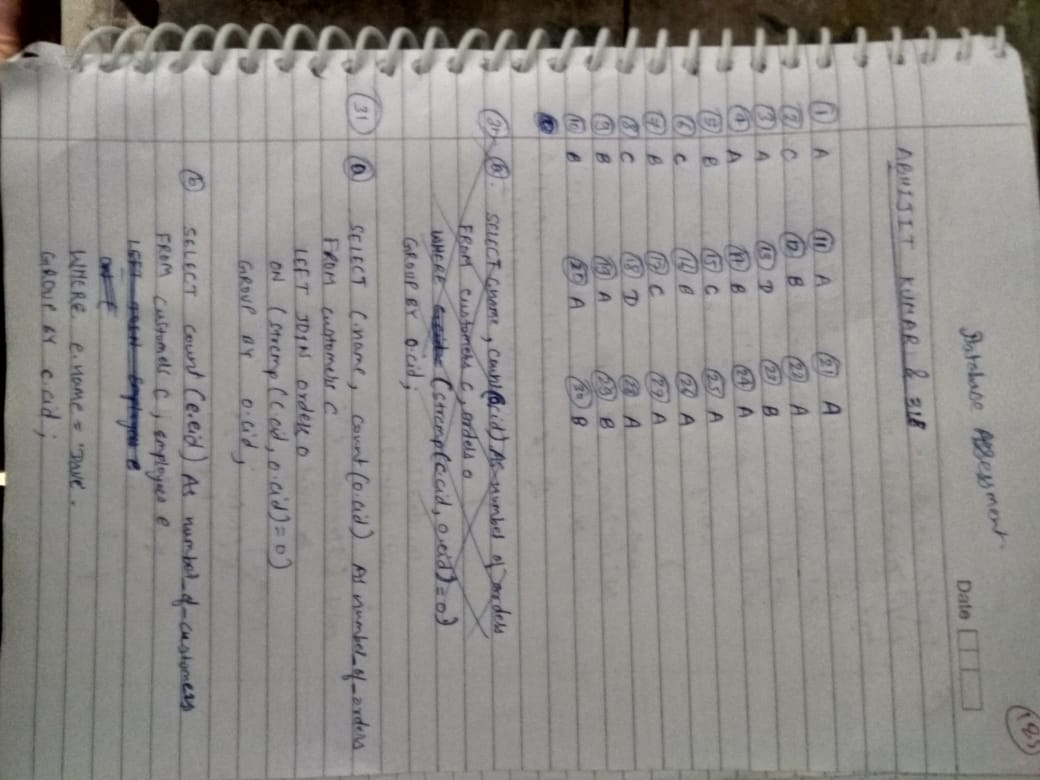 185
Database Assessment.
Date
ABHIJIT KUMAR & 318
1 A 11 A 21 A
2 C 12 B 22 A
3 A 13 D 23 B
4 A 14 B 24 A
5 B 15 C 25 A
6 C 16 B 26 A
7 B 17 C 27 A
8 C 18 D 28 A
9 B 19 A 29 B
10 B 20 A 30 B
31 a. SELECT C.name, count(o.cid) As number of orders
FROM customers c, orders o
WHERE (strcmp(c.cid, o.cid)=0)
GROUP BY o.cid;
31 a SELECT C.name, count(o.cid) As number_of_orders
FROM customers C
LEFT JOIN orders o
ON (strcmp(C.cid, o.cid)=0)
GROUP BY o.cid;
b SELECT count(e.eid) As number_of_customers
FROM customers C, employees e
LEFT JOIN Employees e
WHERE e.name = 'Dave'.
GROUP BY c.cid;